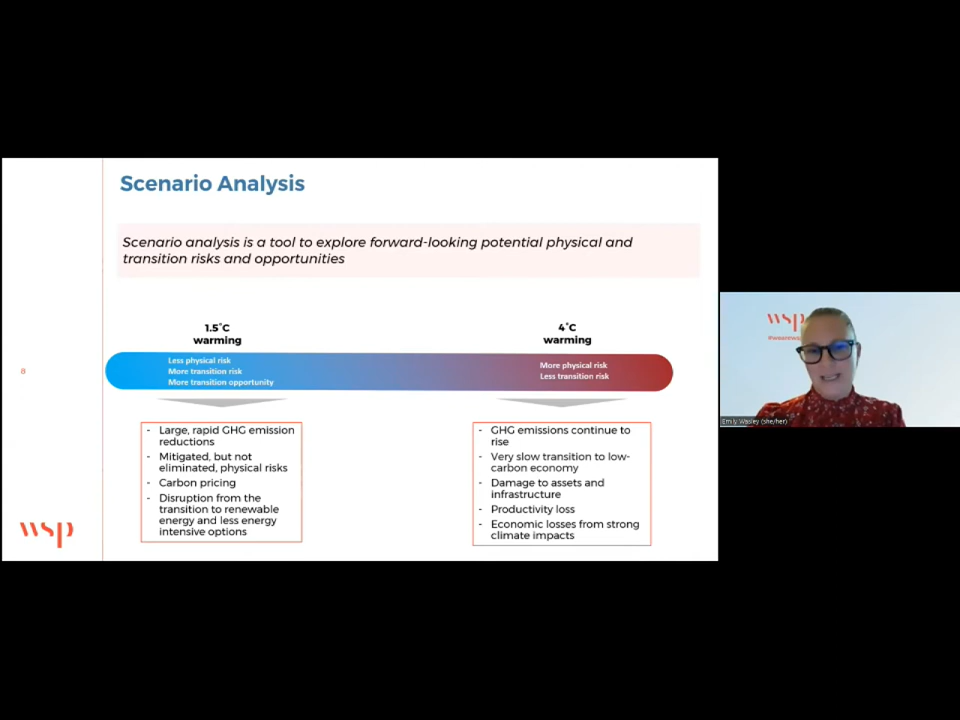 Scenario Analysis
Scenario analysis is a tool to explore forward-looking potential physical and
transition risks and opportunities
1.5°C
warming
4°C
warming
Less physical risk
More transition risk
More transition opportunity
More physical risk
Less transition risk
- Large, rapid GHG emission
reductions
- Mitigated, but not
eliminated, physical risks
- Carbon pricing
- Disruption from the
transition to renewable
energy and less energy
intensive options
- GHG emissions continue to
rise
- Very slow transition to low-
carbon economy
- Damage to assets and
infrastructure
- Productivity loss
- Economic losses from strong
climate impacts
8
wsp
wsp
Emily Wasley (she/her)